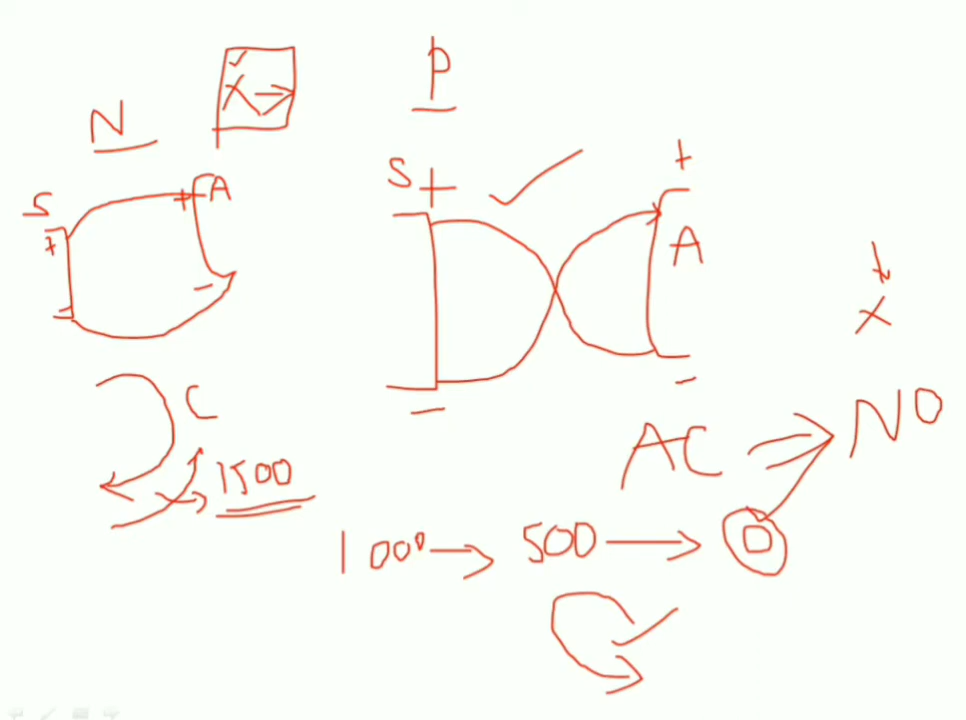 N
P
S
+
A
-
S +
+
A
-
-
C
1500
AC → NO
1000 → 500 → 0
X